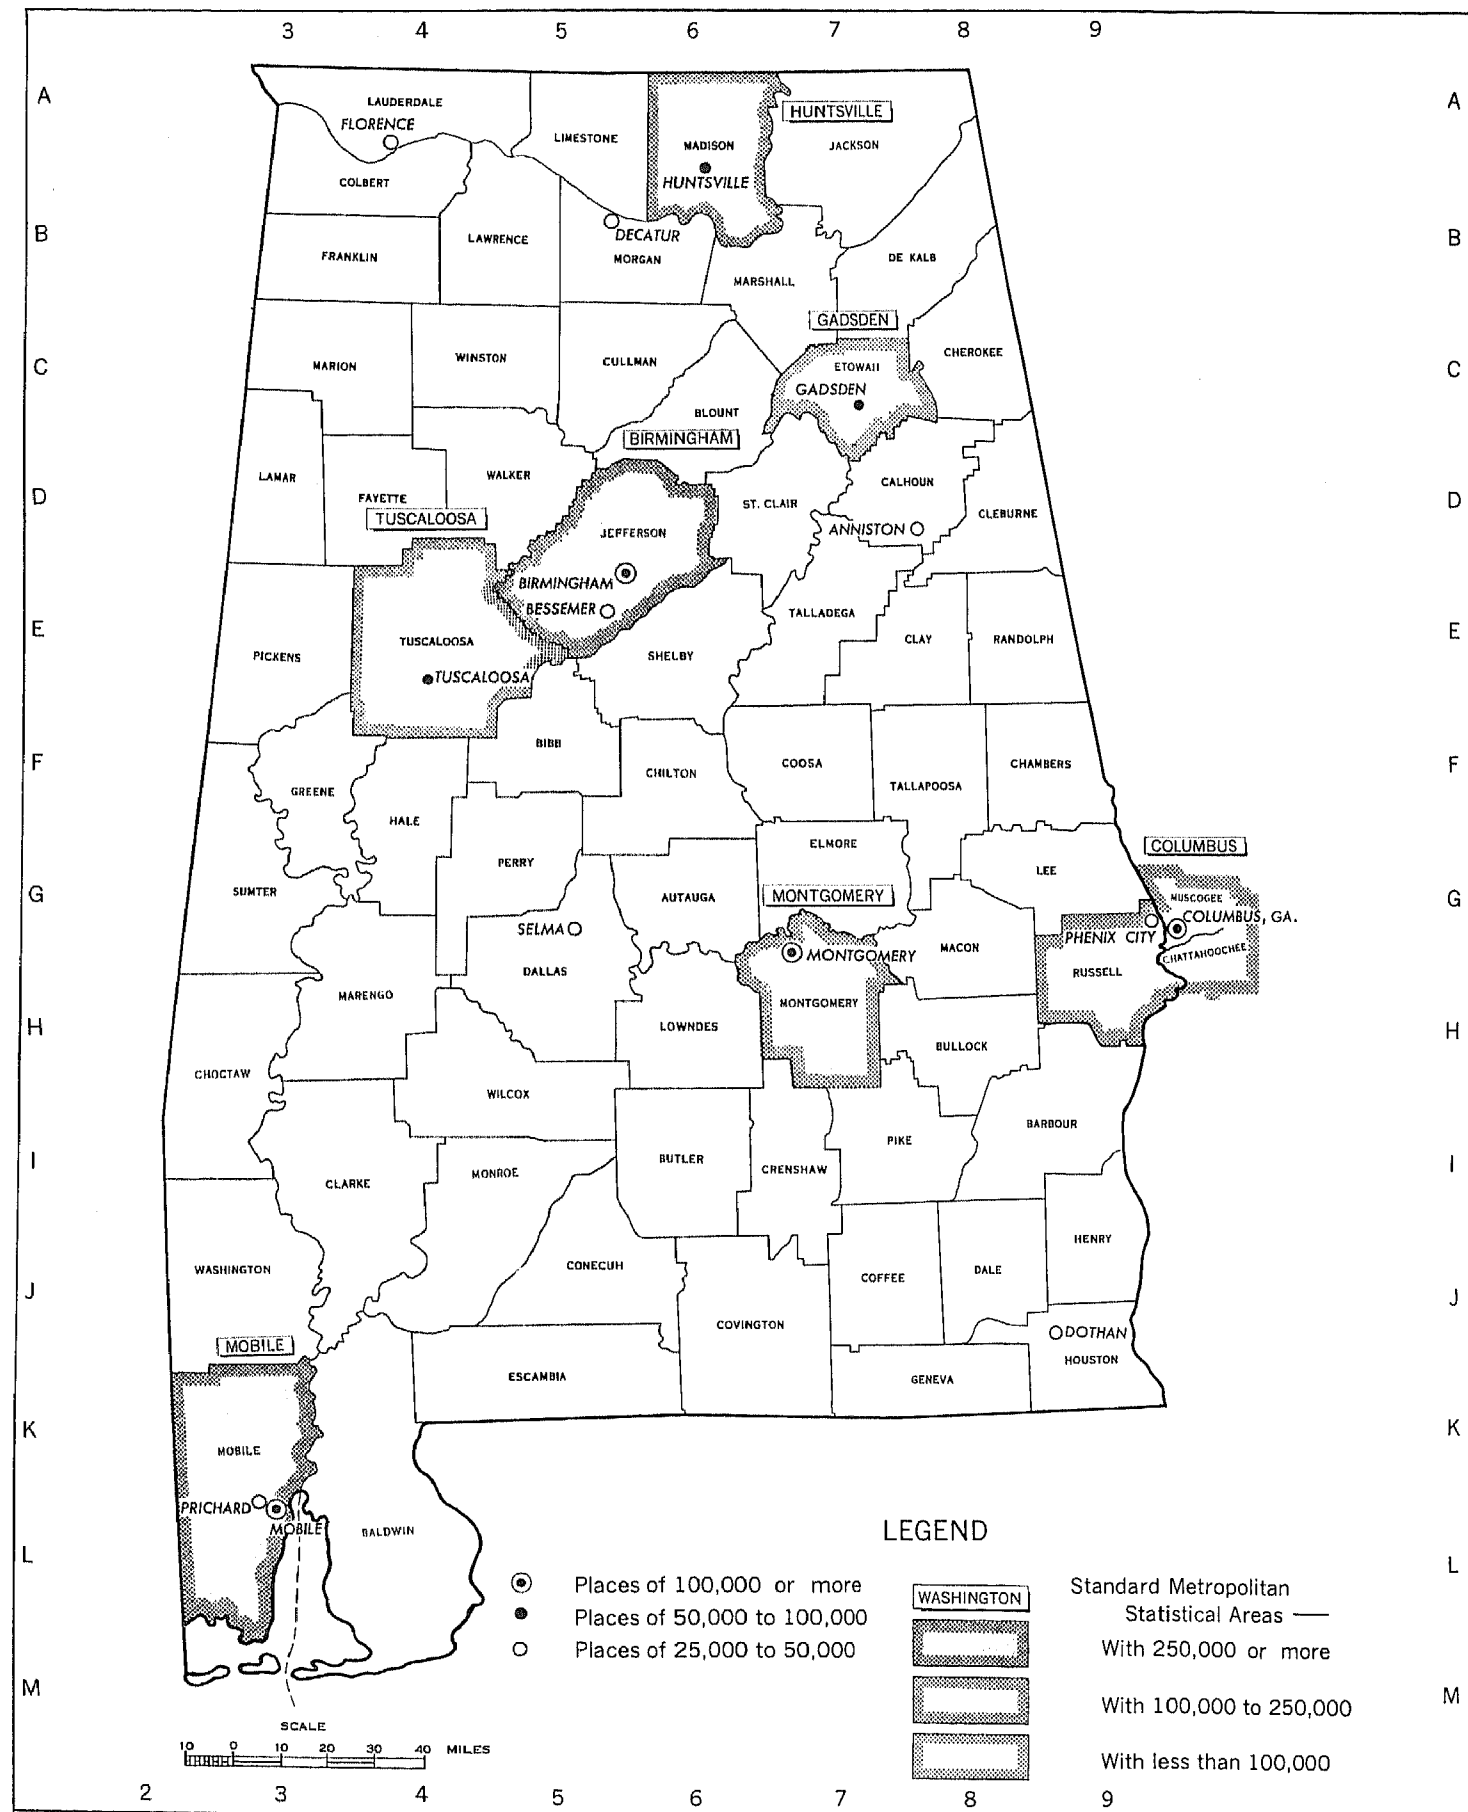 3 4 5 6 7 8 9
A A
LAUDERDALE
FLORENCE
LIMESTONE
MADISON
HUNTSVILLE
HUNTSVILLE
JACKSON
COLBERT
B B
FRANKLIN
LAWRENCE
DECATUR
MORGAN
MARSHALL
DE KALB
GADSDEN
C C
MARION
WINSTON
CULLMAN
BLOUNT
ETOWAH
GADSDEN
CHEROKEE
BIRMINGHAM
D D
LAMAR
FAYETTE
WALKER
JEFFERSON
ST. CLAIR
CALHOUN
ANNISTON
CLEBURNE
TUSCALOOSA
BIRMINGHAM
BESSEMER
E E
PICKENS
TUSCALOOSA
TUSCALOOSA
SHELBY
TALLADEGA
CLAY
RANDOLPH
F F
GREENE
HALE
BIBB
CHILTON
COOSA
TALLAPOOSA
CHAMBERS
G G
SUMTER
PERRY
AUTAUGA
ELMORE
LEE
COLUMBUS
MUSCOGEE
COLUMBUS, GA.
PHENIX CITY
CHATTAHOOCHEE
RUSSELL
MONTGOMERY
SELMA
DALLAS
MONTGOMERY
MONTGOMERY
MACON
H H
MARENGO
LOWNDES
BULLOCK
CHOCTAW
WILCOX
BARBOUR
I I
CLARKE
MONROE
BUTLER
CRENSHAW
PIKE
HENRY
J J
WASHINGTON
CONECUH
COVINGTON
COFFEE
DALE
DOTHAN
HOUSTON
MOBILE
ESCAMBIA
GENEVA
K K
MOBILE
PRICHARD
MOBILE
BALDWIN
L L
LEGEND
Places of 100,000 or more
Places of 50,000 to 100,000
Places of 25,000 to 50,000
WASHINGTON
Standard Metropolitan
Statistical Areas —
With 250,000 or more
With 100,000 to 250,000
With less than 100,000
M M
SCALE
10 0 10 20 30 40 MILES
2 3 4 5 6 7 8 9